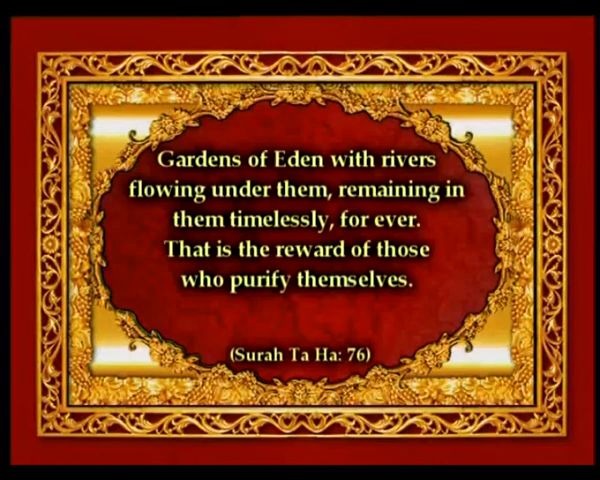 Gardens of Eden with rivers
flowing under them, remaining in
them timelessly, for ever.
That is the reward of those
who purify themselves.
(Surah Ta Ha: 76)